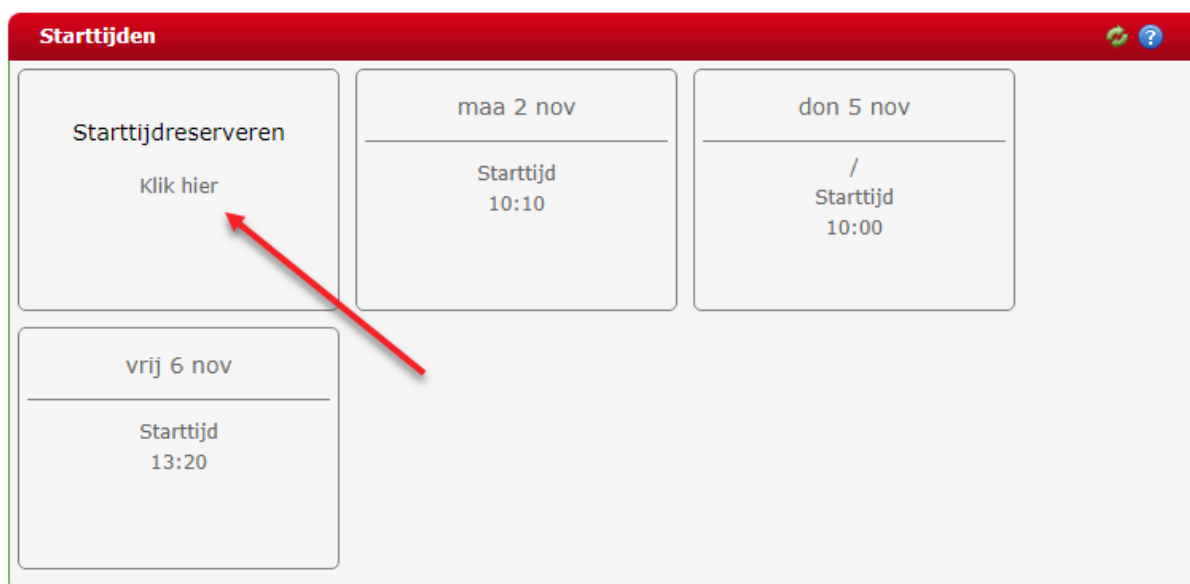 Starttijden
Starttijdreserveren
Klik hier
maa 2 nov
Starttijd
10:10
don 5 nov
/
Starttijd
10:00
vrij 6 nov
Starttijd
13:20